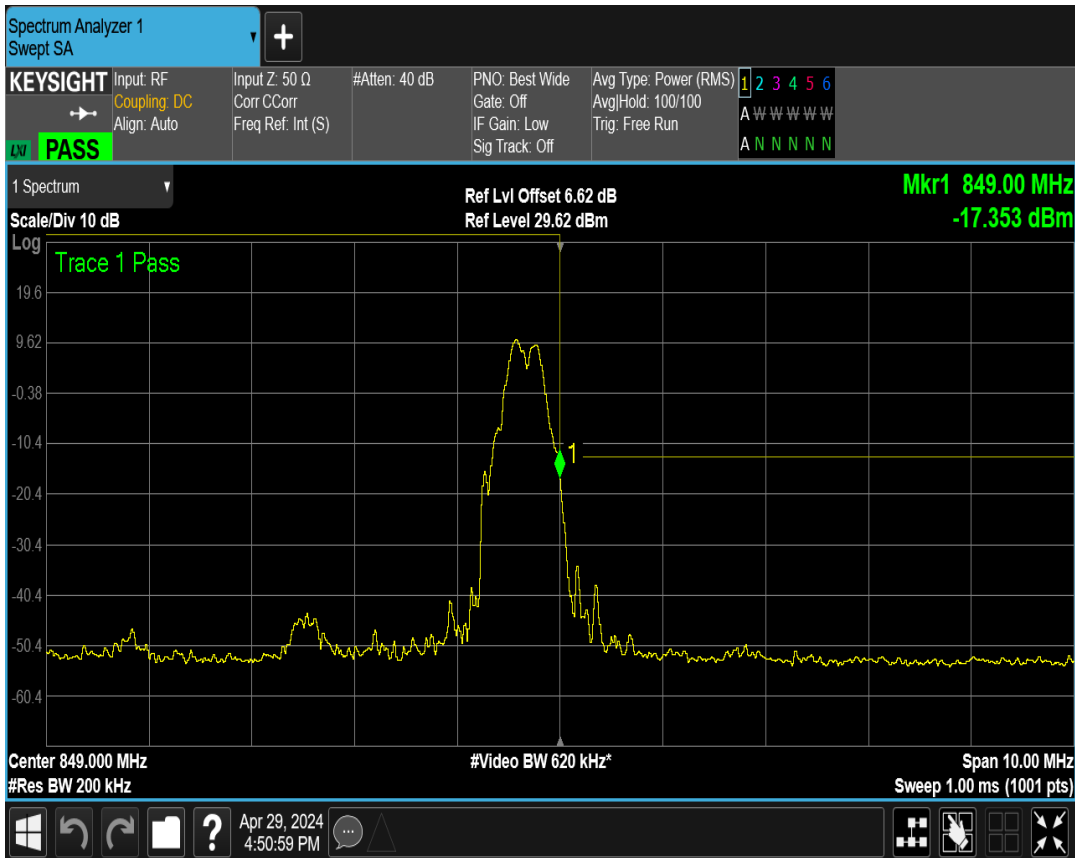 Spectrum Analyzer 1
Swept SA
+
KEYSIGHT
LXI PASS
Input: RF
Coupling: DC
Align: Auto
Input Z: 50 Ω
Corr CCorr
Freq Ref: Int (S)
#Atten: 40 dB
PNO: Best Wide
Gate: Off
IF Gain: Low
Sig Track: Off
Avg Type: Power (RMS)
Avg|Hold: 100/100
Trig: Free Run
1 2 3 4 5 6
A W W W W W
A N N N N N
1 Spectrum
Scale/Div 10 dB
Ref Lvl Offset 6.62 dB
Ref Level 29.62 dBm
Mkr1 849.00 MHz
-17.353 dBm
Log
Trace 1 Pass
19.6
9.62
-0.38
-10.4
1
-20.4
-30.4
-40.4
-50.4
-60.4
Center 849.000 MHz
#Video BW 620 kHz*
Span 10.00 MHz
#Res BW 200 kHz
Sweep 1.00 ms (1001 pts)
?
Apr 29, 2024
4:50:59 PM